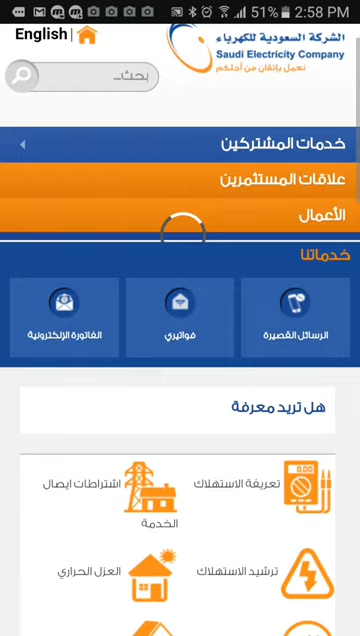 51% 2:58 PM
English|
الشركة السعودية للكهرباء
Saudi Electricity Company
نعمل بإتقان من أجلكم
بحث...
خدمات المشتركين
علاقات المستثمرين
الأعمال
خدماتنا
الرسائل القصيرة
فواتيري
الفاتورة الإلكترونية
هل تريد معرفة
تعريفة الاستهلاك
اشتراطات ايصال
الخدمة
ترشيد الاستهلاك
العزل الحراري